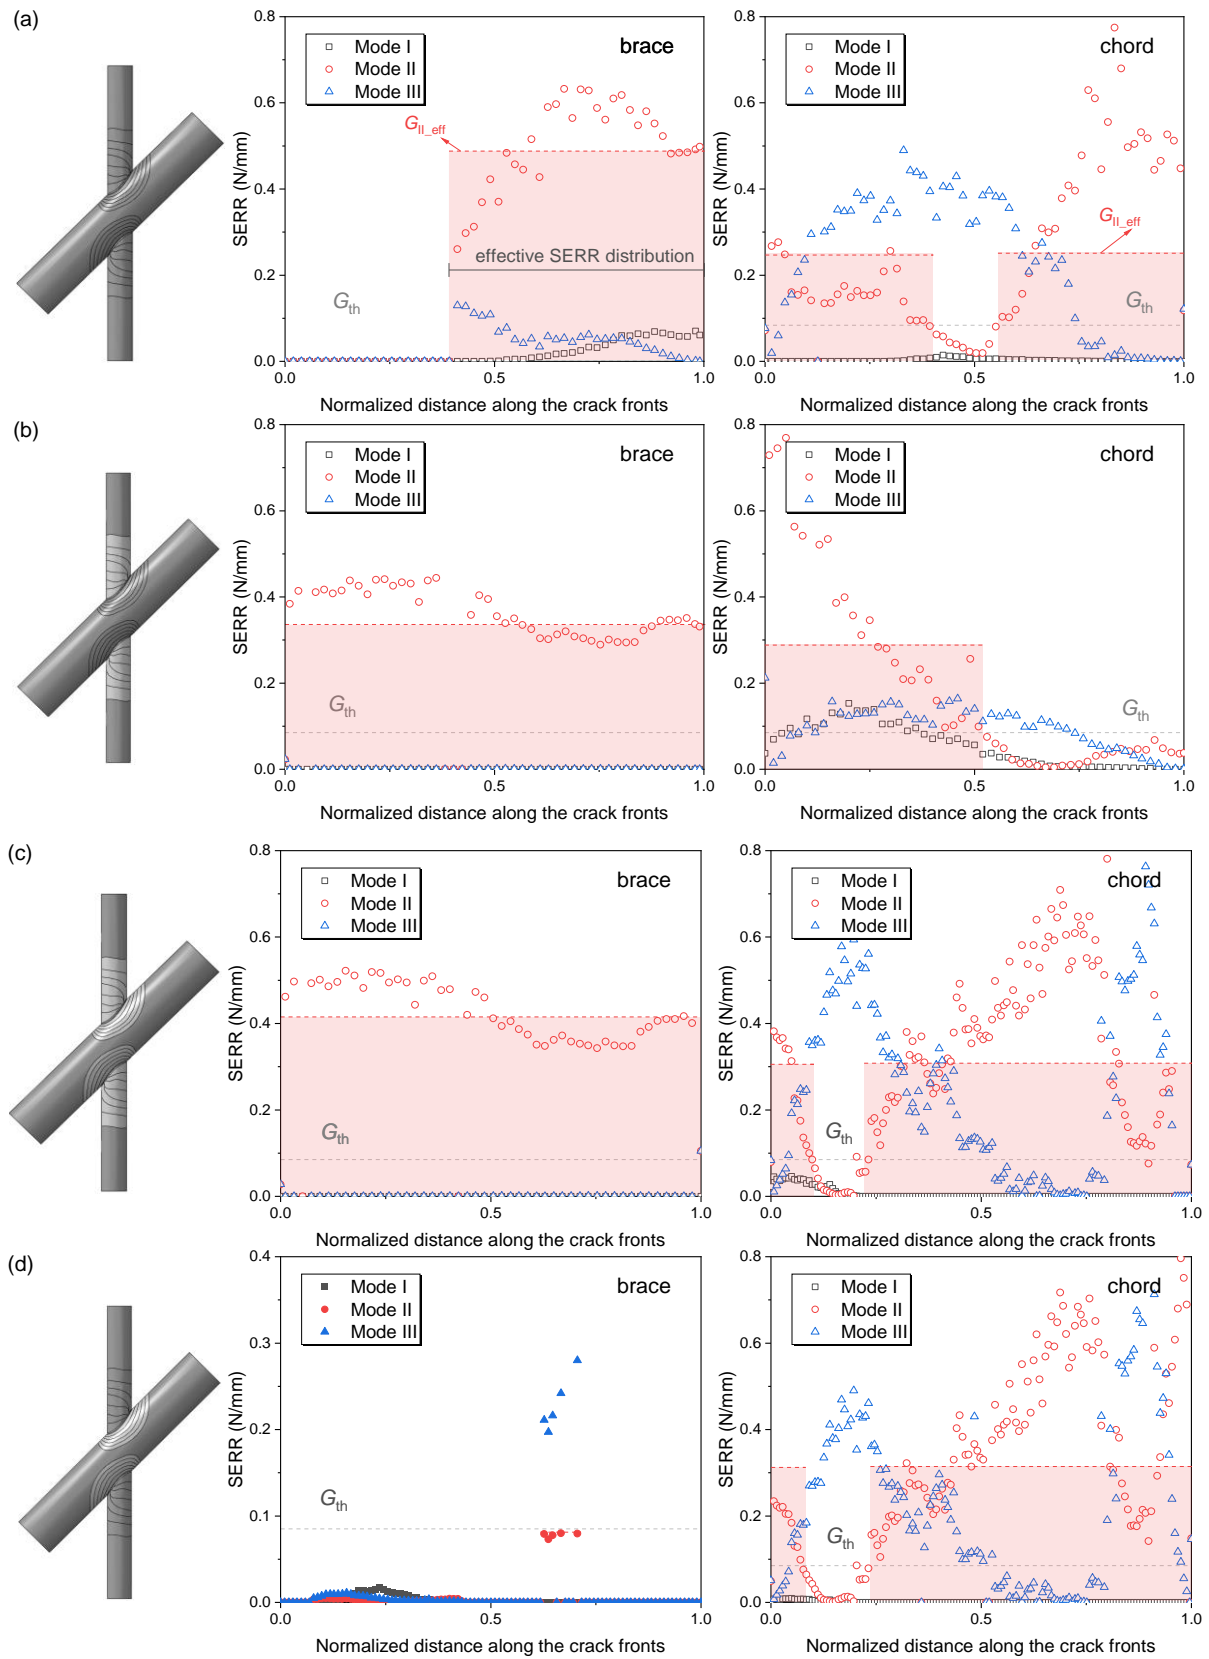 (a)
0.8
0.6
0.4
0.2
0.0
SERR (N/mm)
Mode I
Mode II
Mode III
brace
G_II_eff
effective SERR distribution
G_th
0.0 0.5 1.0
Normalized distance along the crack fronts
0.8
0.6
0.4
0.2
0.0
SERR (N/mm)
Mode I
Mode II
Mode III
chord
G_II_eff
G_th
0.0 0.5 1.0
Normalized distance along the crack fronts
(b)
0.8
0.6
0.4
0.2
0.0
SERR (N/mm)
Mode I
Mode II
Mode III
brace
G_th
0.0 0.5 1.0
Normalized distance along the crack fronts
0.8
0.6
0.4
0.2
0.0
SERR (N/mm)
Mode I
Mode II
Mode III
chord
G_th
0.0 0.5 1.0
Normalized distance along the crack fronts
(c)
0.8
0.6
0.4
0.2
0.0
SERR (N/mm)
Mode I
Mode II
Mode III
brace
G_th
0.0 0.5 1.0
Normalized distance along the crack fronts
0.8
0.6
0.4
0.2
0.0
SERR (N/mm)
Mode I
Mode II
Mode III
chord
G_th
0.0 0.5 1.0
Normalized distance along the crack fronts
(d)
0.4
0.3
0.2
0.1
0.0
SERR (N/mm)
Mode I
Mode II
Mode III
brace
G_th
0.0 0.5 1.0
Normalized distance along the crack fronts
0.8
0.6
0.4
0.2
0.0
SERR (N/mm)
Mode I
Mode II
Mode III
chord
G_th
0.0 0.5 1.0
Normalized distance along the crack fronts